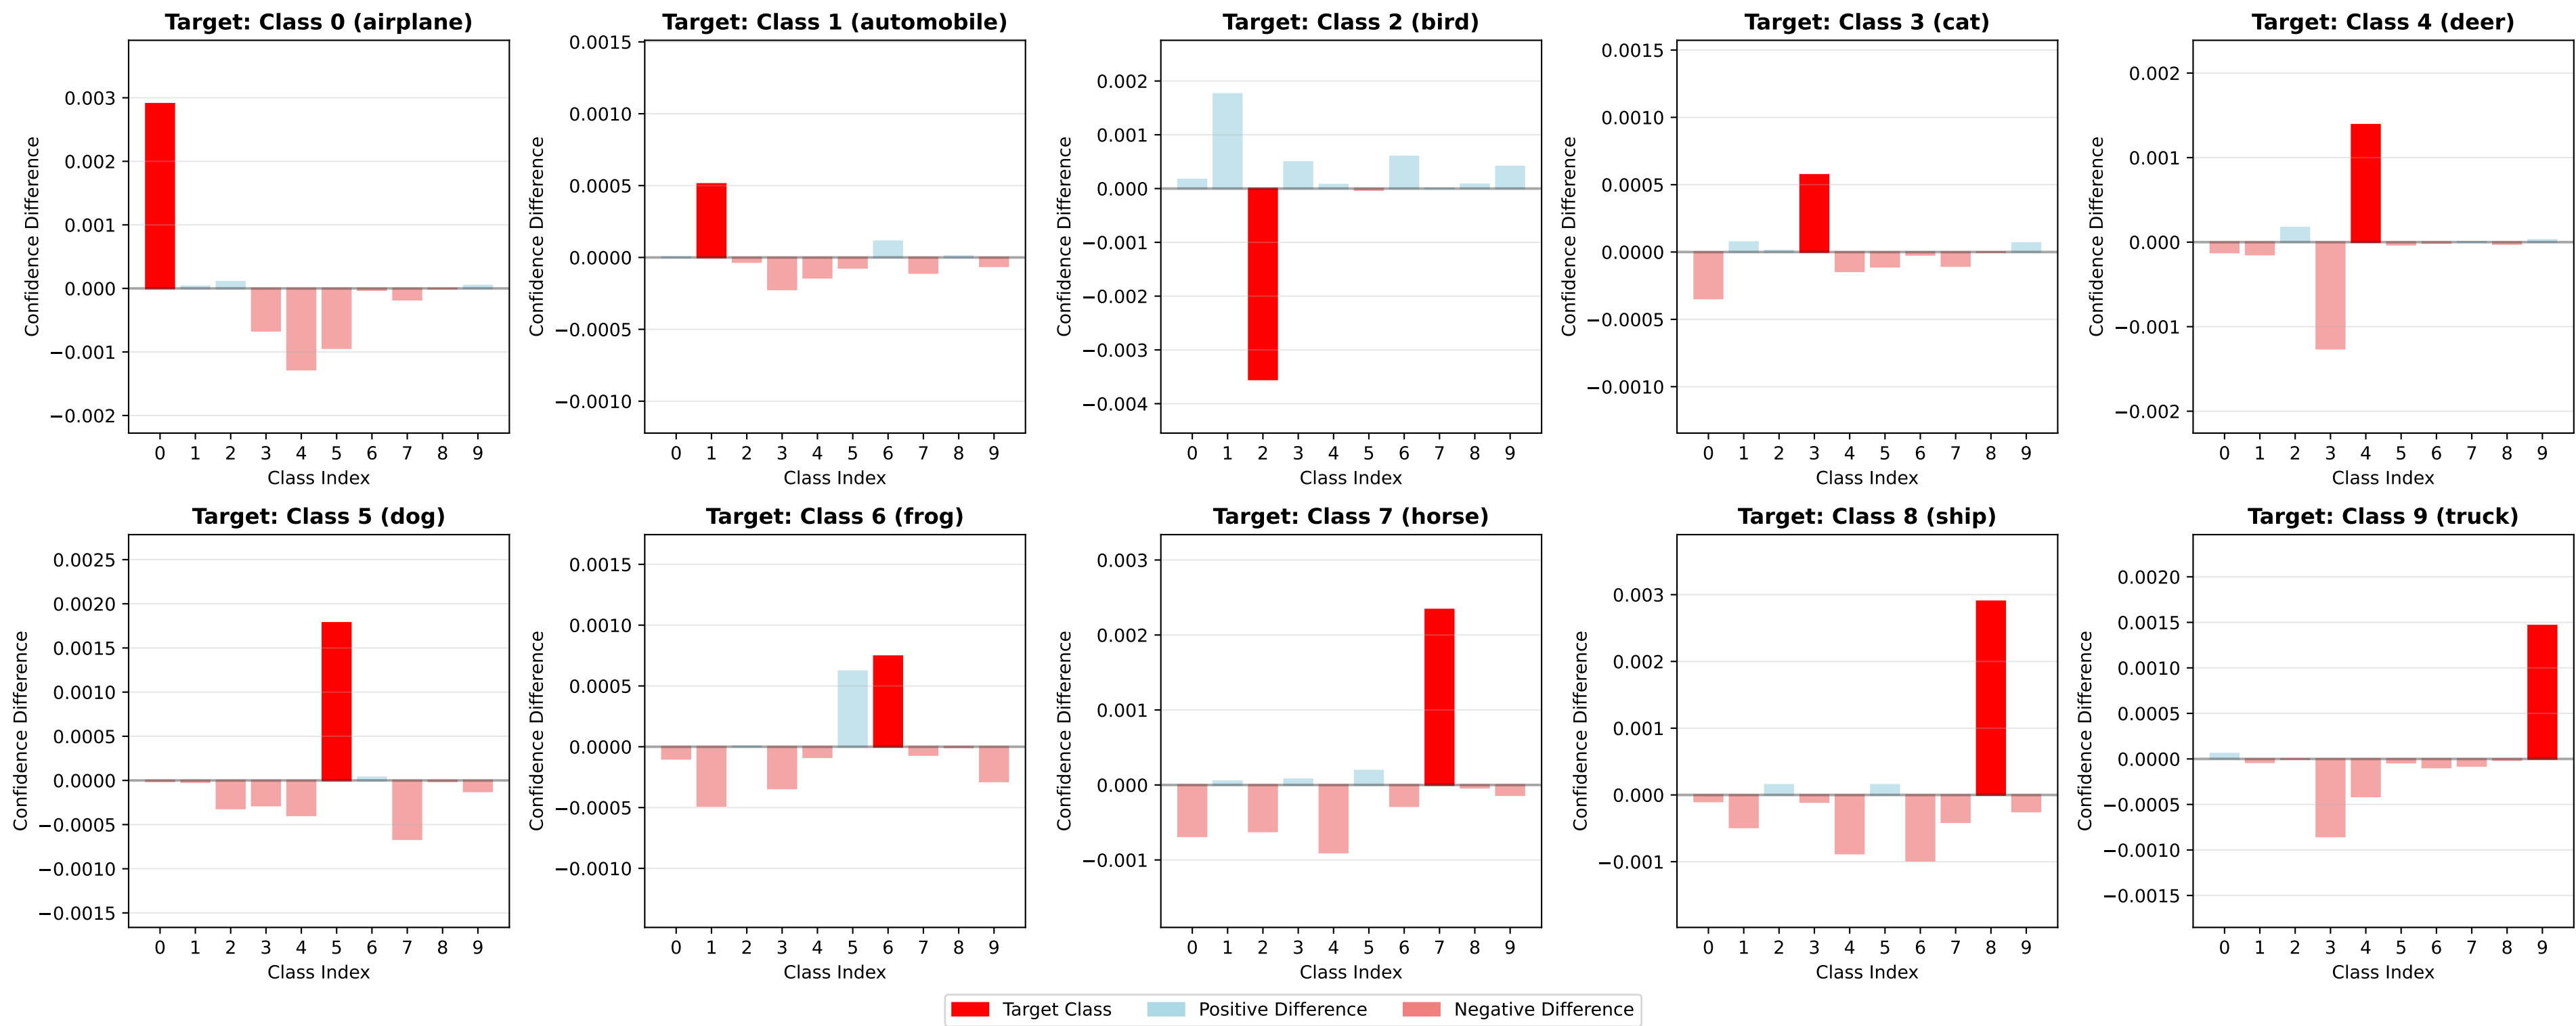 Target: Class 0 (airplane)
Confidence Difference
0.003
0.002
0.001
0.000
−0.001
−0.002
0 1 2 3 4 5 6 7 8 9
Class Index
Target: Class 1 (automobile)
Confidence Difference
0.0015
0.0010
0.0005
0.0000
−0.0005
−0.0010
0 1 2 3 4 5 6 7 8 9
Class Index
Target: Class 2 (bird)
Confidence Difference
0.002
0.001
0.000
−0.001
−0.002
−0.003
−0.004
0 1 2 3 4 5 6 7 8 9
Class Index
Target: Class 3 (cat)
Confidence Difference
0.0015
0.0010
0.0005
0.0000
−0.0005
−0.0010
0 1 2 3 4 5 6 7 8 9
Class Index
Target: Class 4 (deer)
Confidence Difference
0.002
0.001
0.000
−0.001
−0.002
0 1 2 3 4 5 6 7 8 9
Class Index
Target: Class 5 (dog)
Confidence Difference
0.0025
0.0020
0.0015
0.0010
0.0005
0.0000
−0.0005
−0.0010
−0.0015
0 1 2 3 4 5 6 7 8 9
Class Index
Target: Class 6 (frog)
Confidence Difference
0.0015
0.0010
0.0005
0.0000
−0.0005
−0.0010
0 1 2 3 4 5 6 7 8 9
Class Index
Target: Class 7 (horse)
Confidence Difference
0.003
0.002
0.001
0.000
−0.001
0 1 2 3 4 5 6 7 8 9
Class Index
Target: Class 8 (ship)
Confidence Difference
0.003
0.002
0.001
0.000
−0.001
0 1 2 3 4 5 6 7 8 9
Class Index
Target: Class 9 (truck)
Confidence Difference
0.0020
0.0015
0.0010
0.0005
0.0000
−0.0005
−0.0010
−0.0015
0 1 2 3 4 5 6 7 8 9
Class Index
Target Class
Positive Difference
Negative Difference